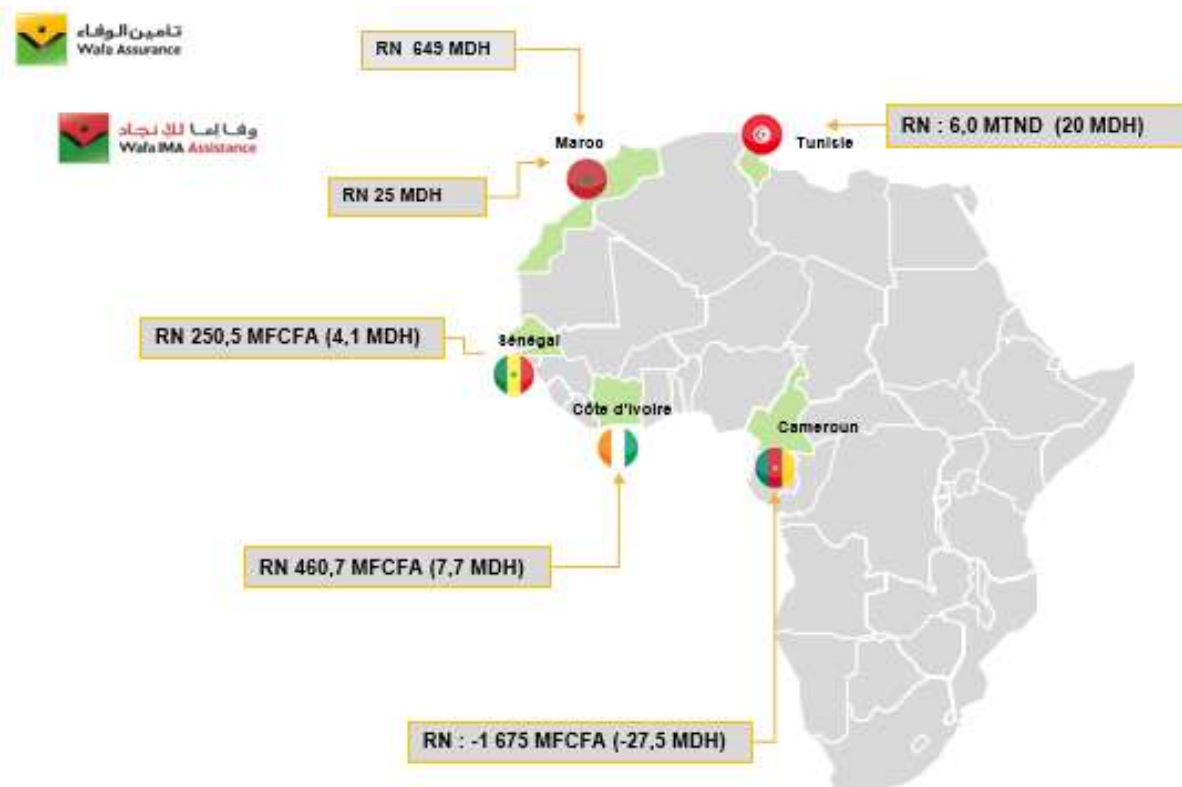 تامين الوفاء
Wafa Assurance
RN 649 MDH
وفا إيما للإنجاد
Wafa IMA Assistance
RN : 6,0 MTND (20 MDH)
Maroc
Tunisie
RN 25 MDH
RN 250,5 MFCFA (4,1 MDH)
Sénégal
Côte d'Ivoire
Cameroun
RN 460,7 MFCFA (7,7 MDH)
RN : -1 675 MFCFA (-27,5 MDH)